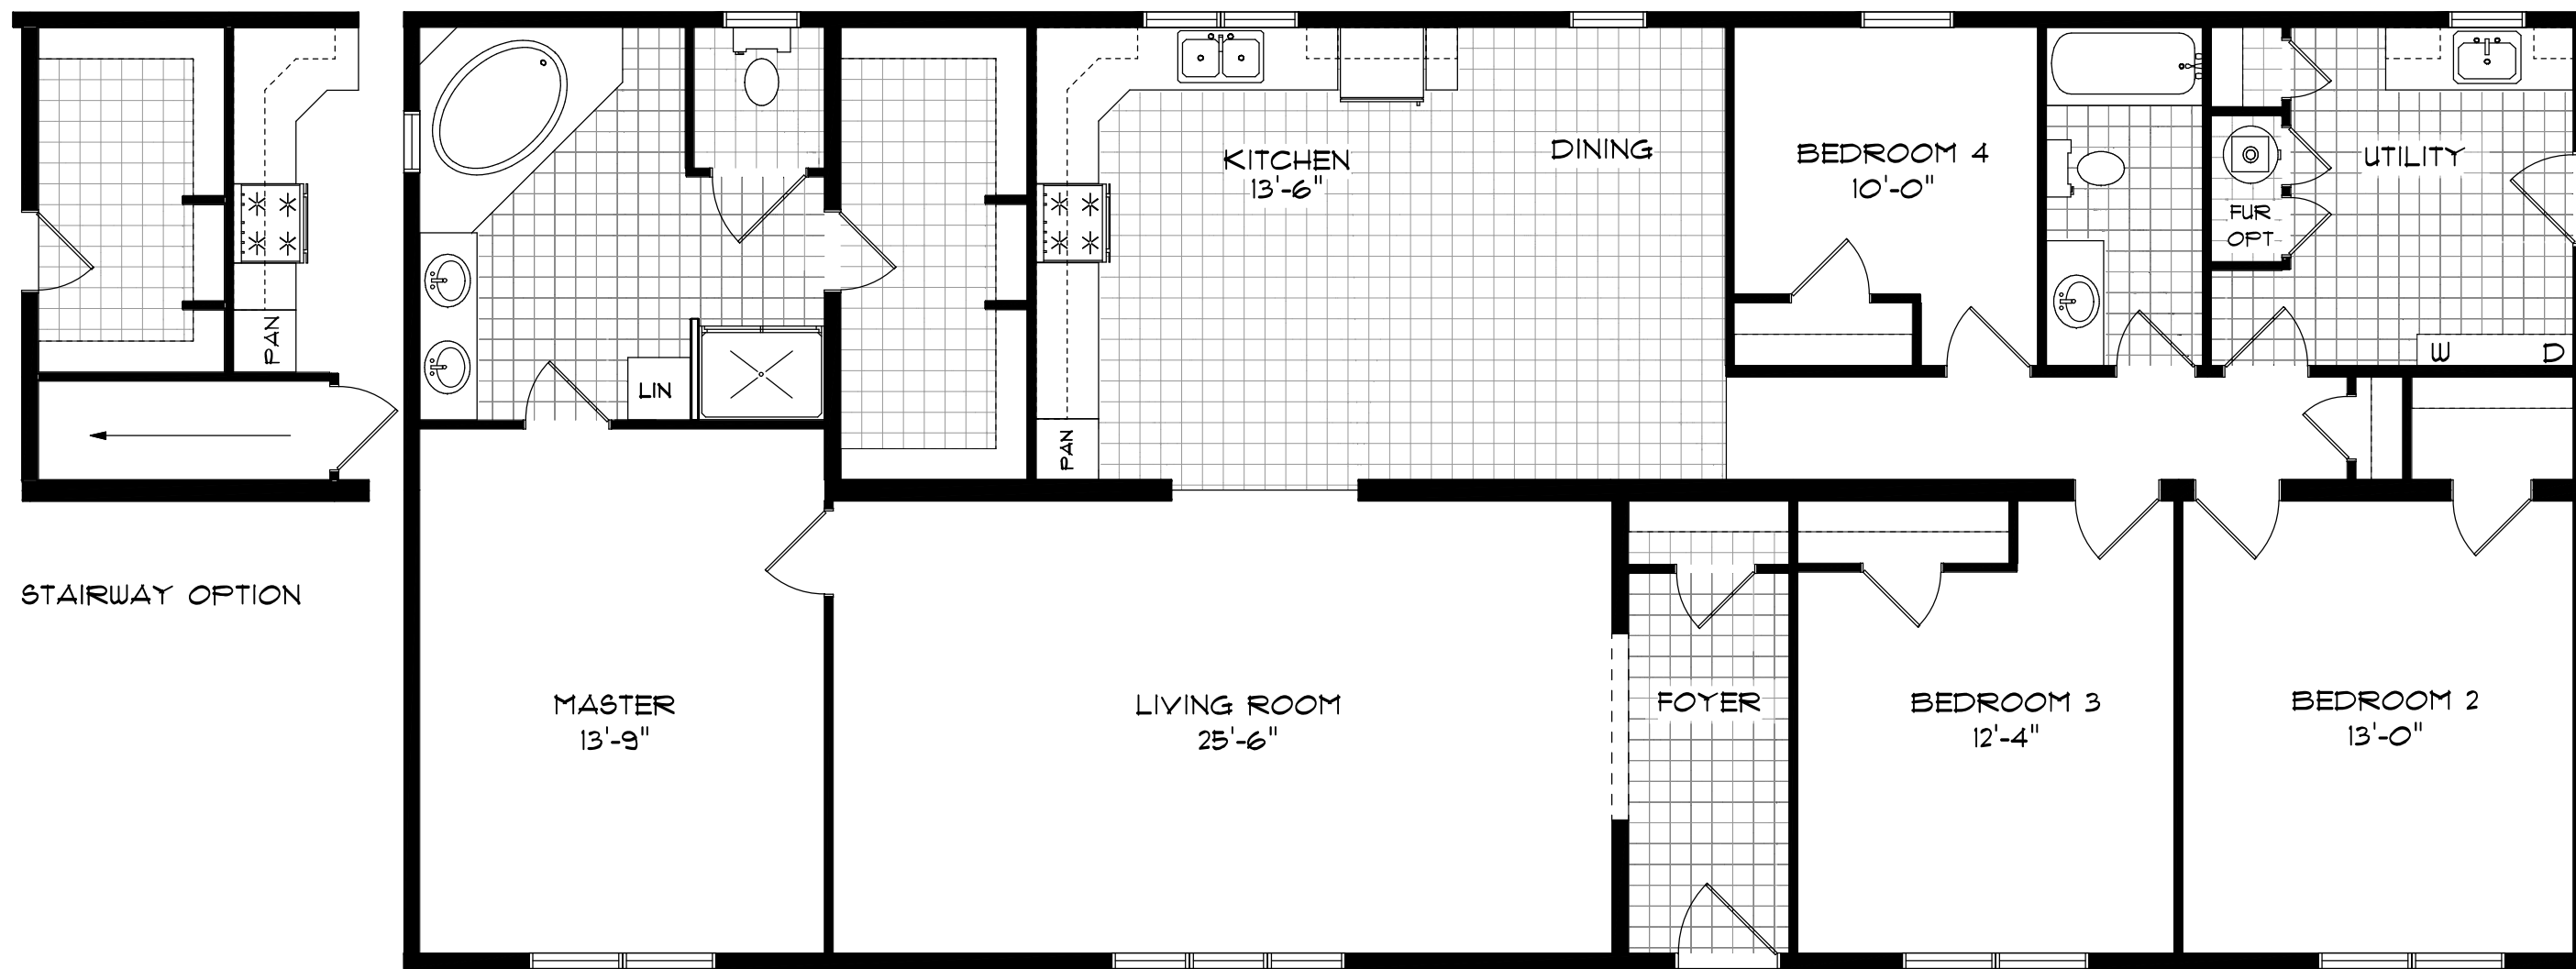 PAN
STAIRWAY OPTION
LIN
PAN
KITCHEN
13'-6"
DINING
BEDROOM 4
10'-0"
FUR
OPT
UTILITY
W D
MASTER
13'-9"
LIVING ROOM
25'-6"
FOYER
BEDROOM 3
12'-4"
BEDROOM 2
13'-0"